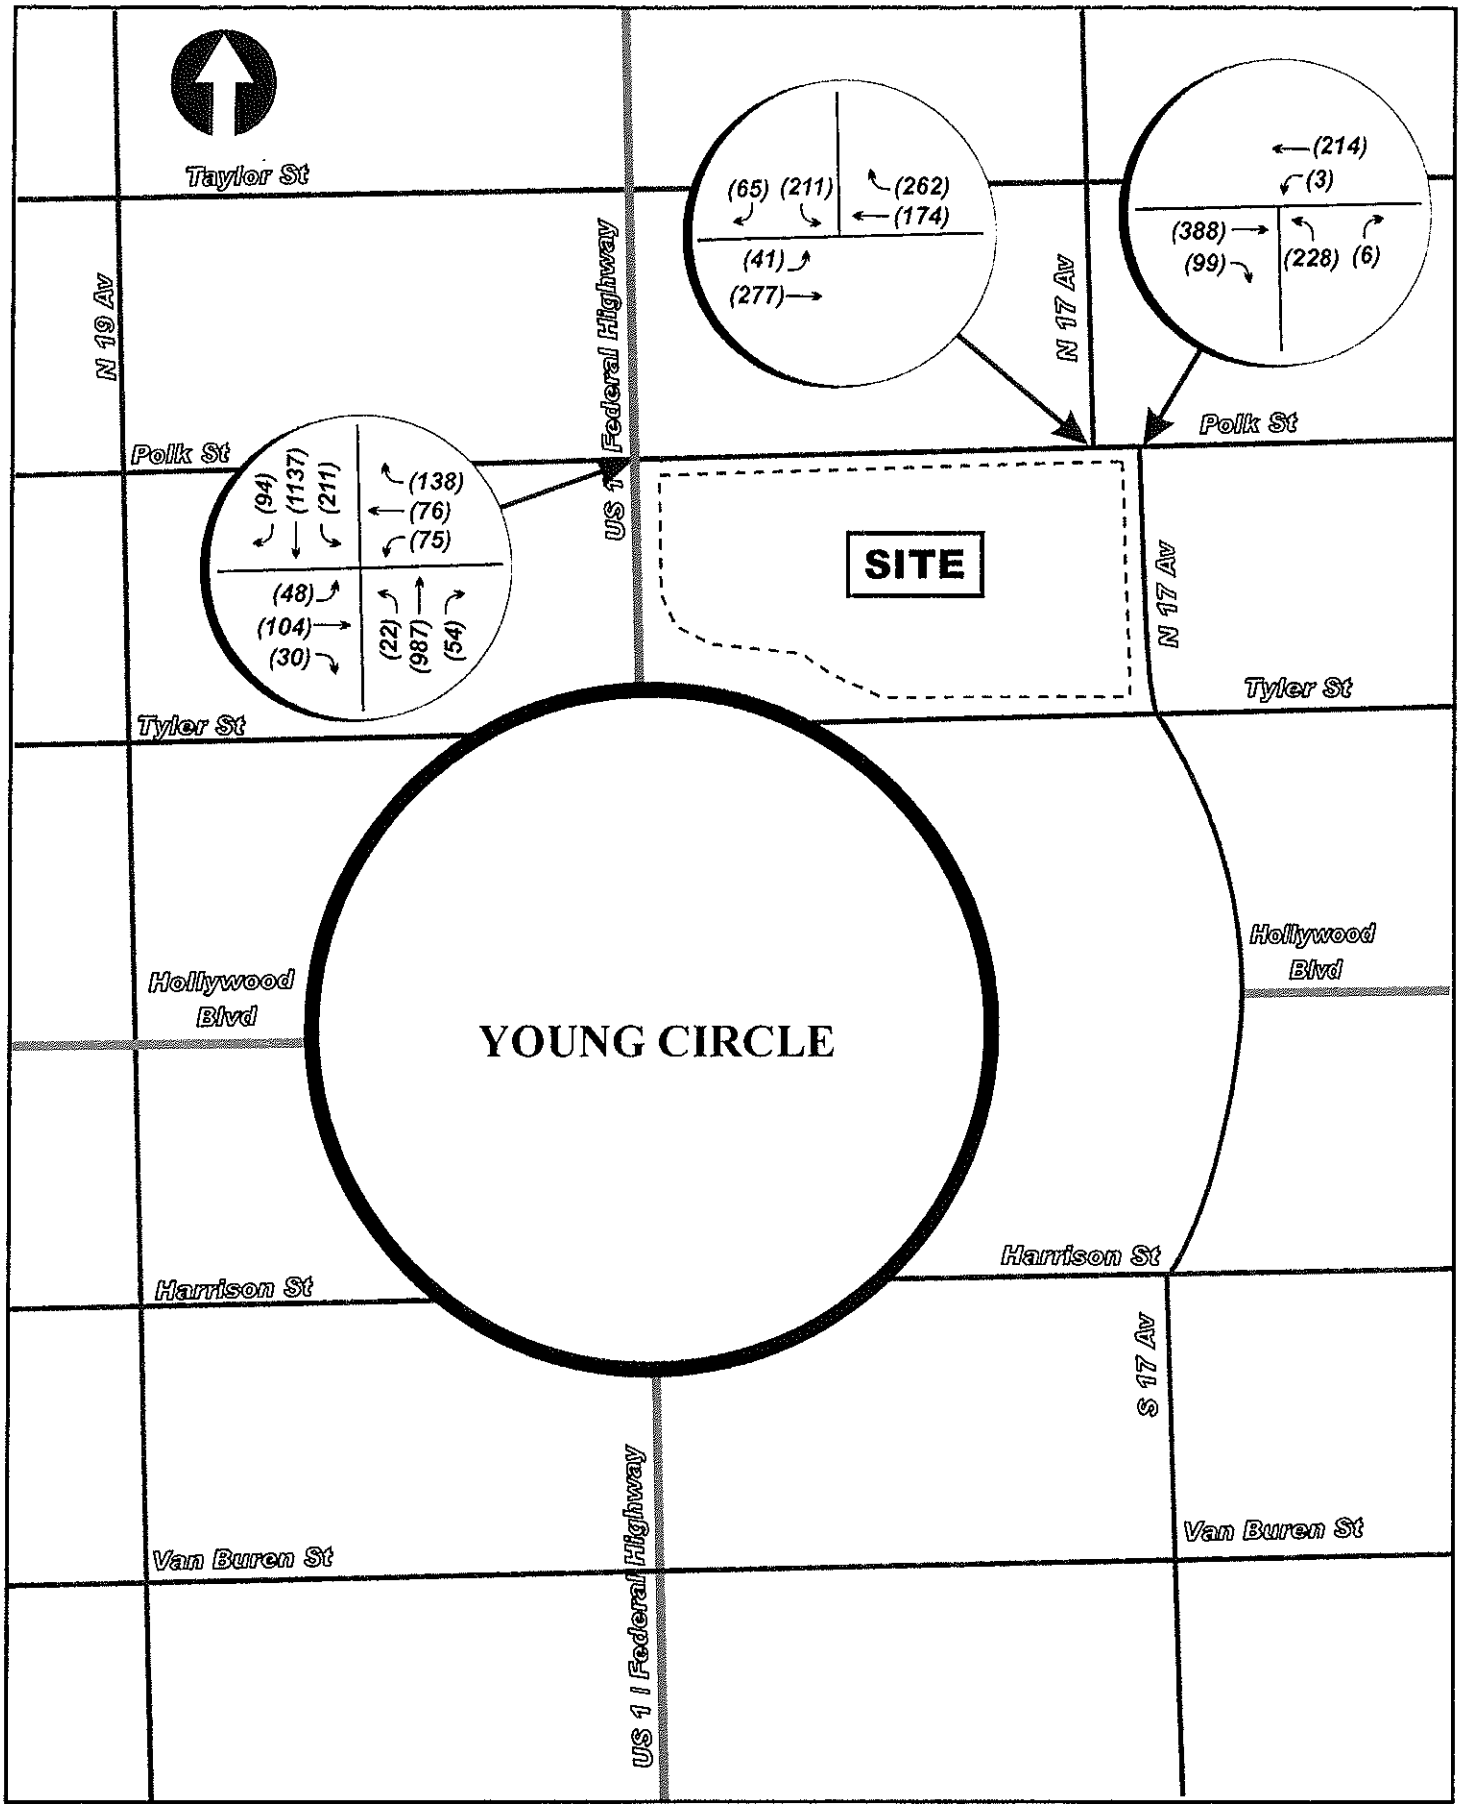 Taylor St
N 19 Av
US 1 | Federal Highway
N 17 Av
(65) (211)
(262)
(174)
(41)
(277)
(214)
(3)
(388)
(99)
(228) (6)
Polk St
Polk St
(94) (1137) (211)
(138)
(76)
(75)
(48)
(104)
(30)
(22) (987) (54)
SITE
N 17 Av
Tyler St
Tyler St
Hollywood
Blvd
Hollywood
Blvd
YOUNG CIRCLE
Harrison St
Harrison St
S 17 Av
US 1 | Federal Highway
Van Buren St
Van Buren St